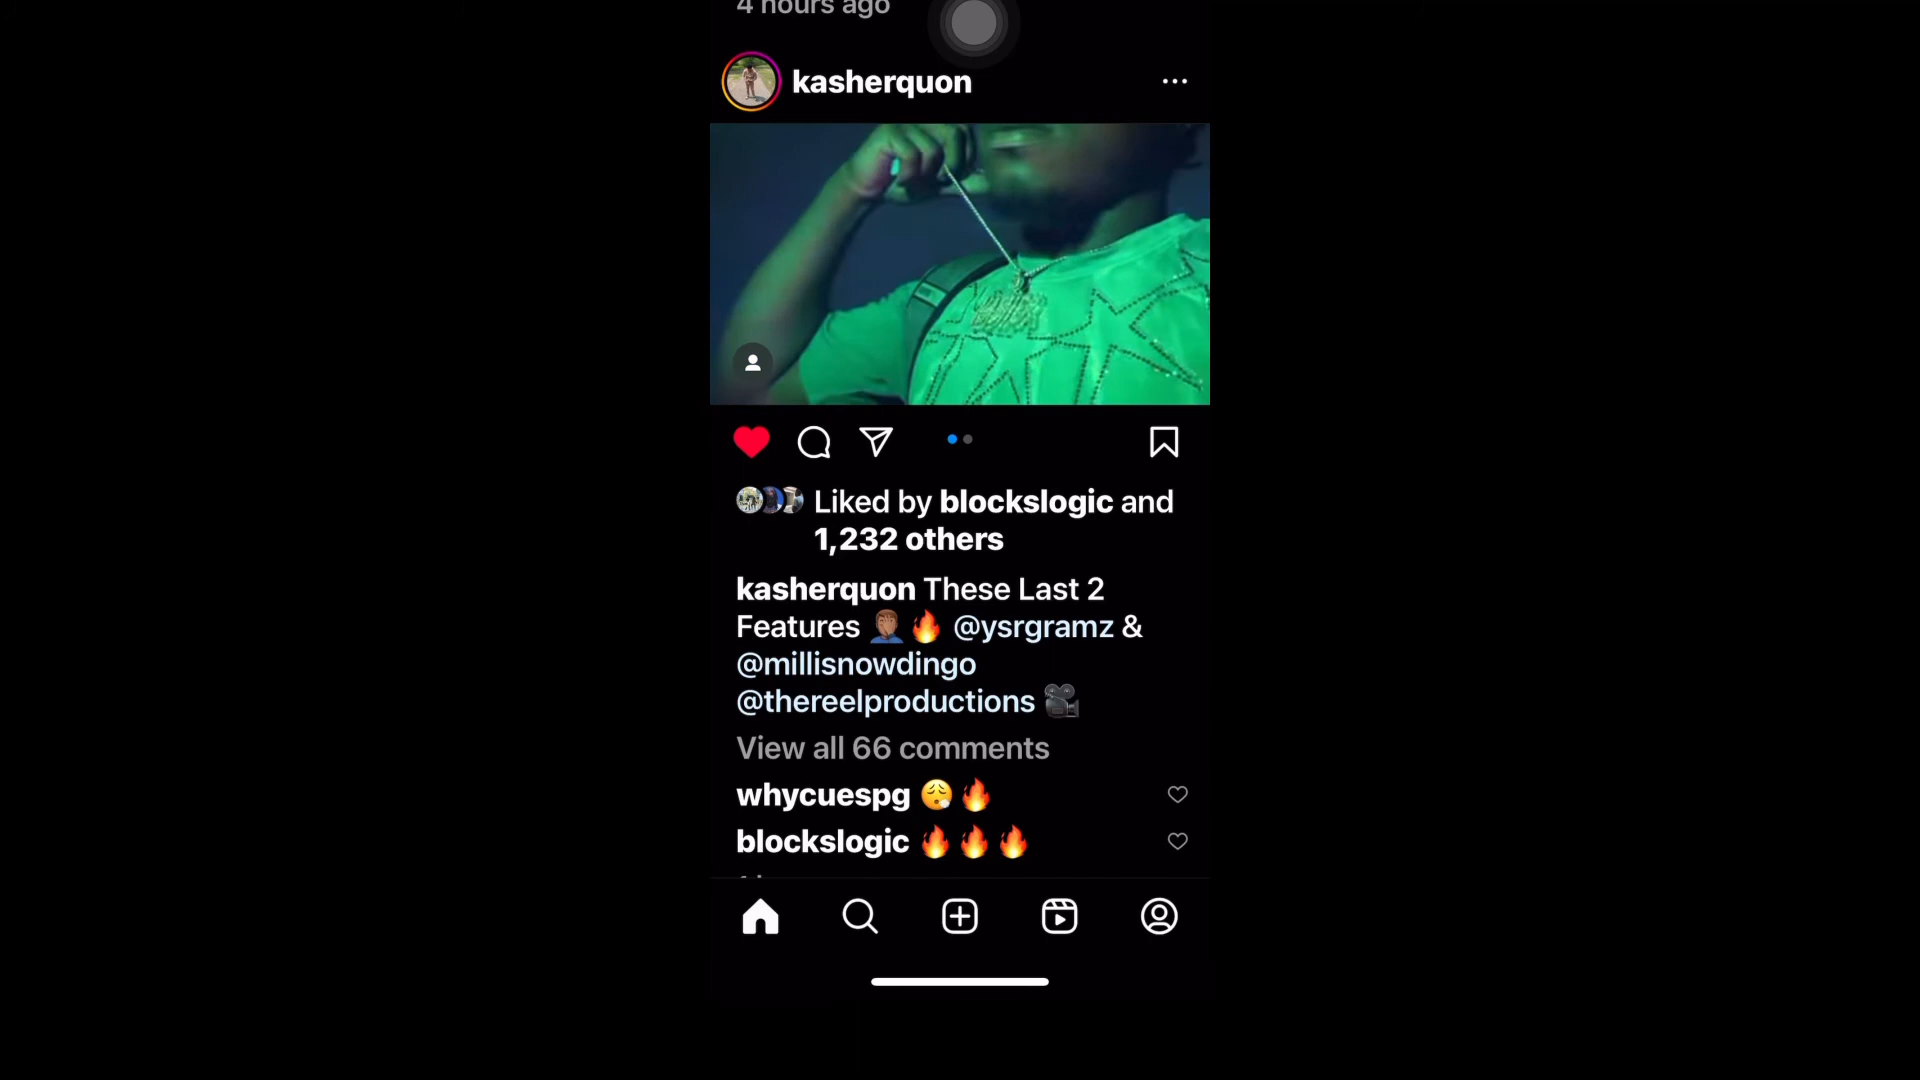 4 hours ago
kasherquon
Liked by blockslogic and
1,232 others
kasherquon These Last 2
Features 🤦🏾‍♂️🔥 @ysrgramz &
@millisnowdingo
@thereelproductions 🎥
View all 66 comments
whycuespg 😮‍💨🔥
blockslogic 🔥🔥🔥